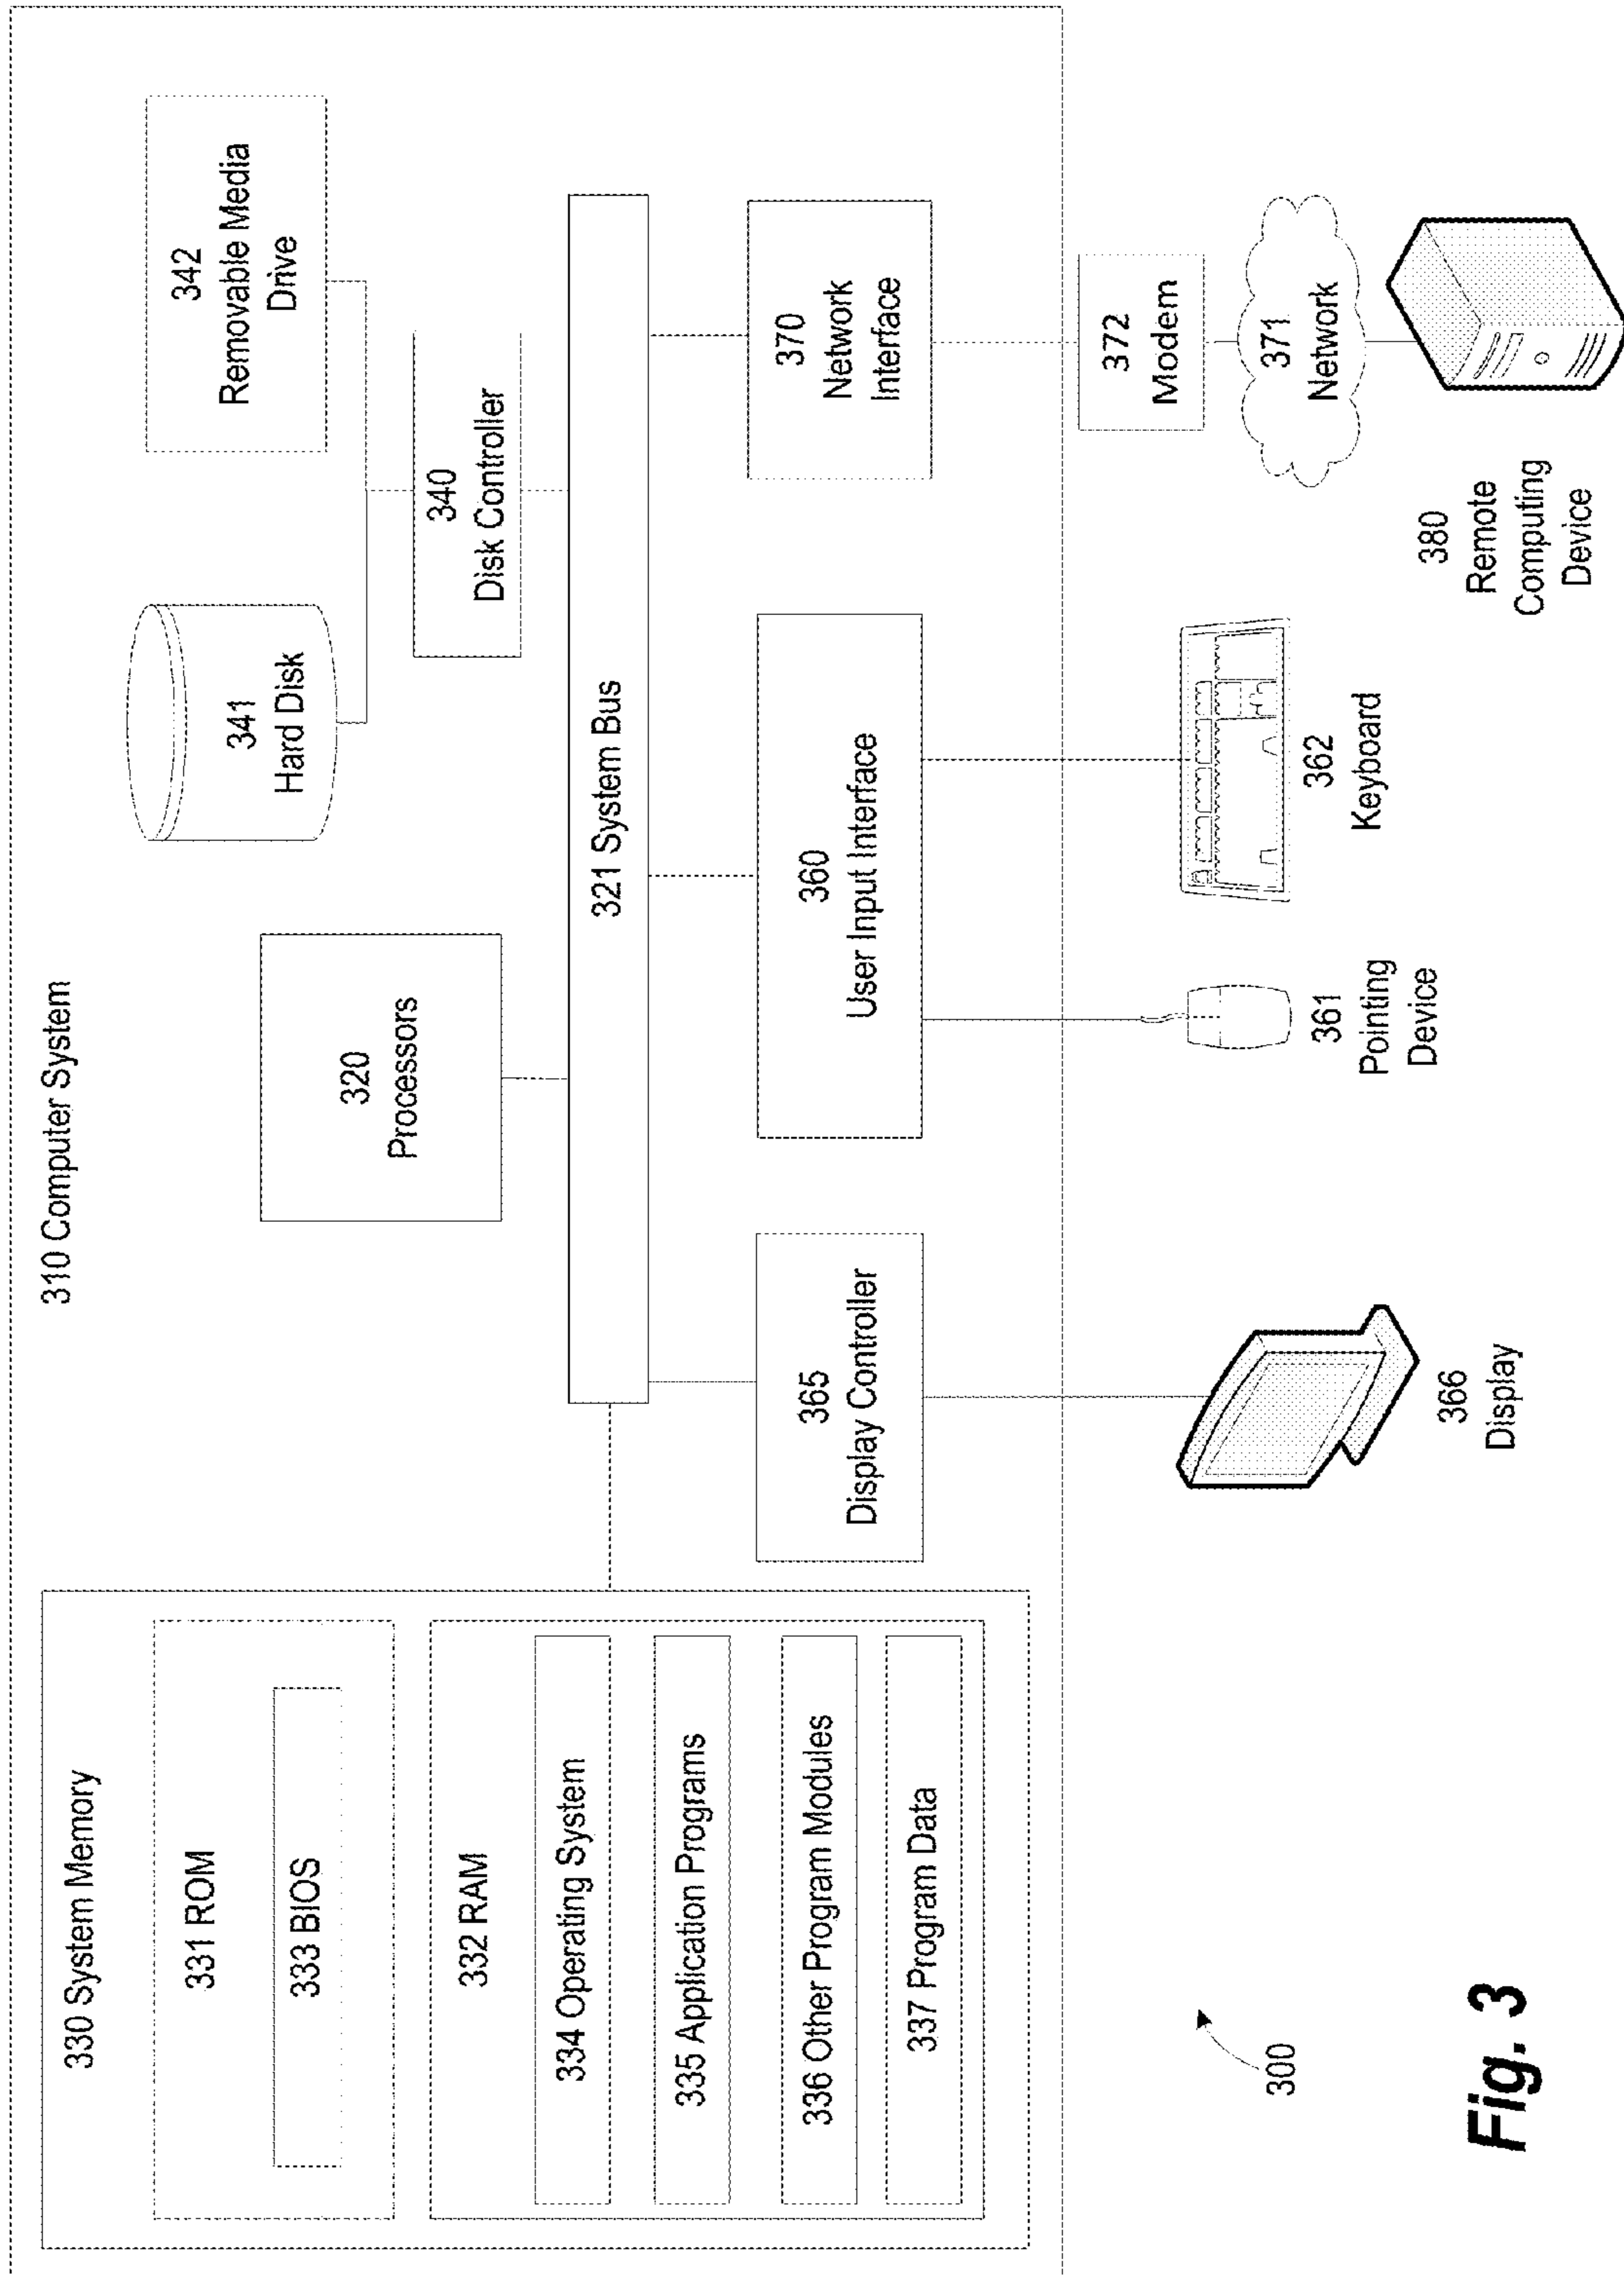 310 Computer System
330 System Memory
331 ROM
333 BIOS
332 RAM
334 Operating System
335 Application Programs
336 Other Program Modules
337 Program Data
320
Processors
341
Hard Disk
342
Removable Media
Drive
340
Disk Controller
321 System Bus
365
Display Controller
360
User Input Interface
370
Network
Interface
372
Modem
371
Network
366
Display
361
Pointing
Device
362
Keyboard
380
Remote
Computing
Device
300
Fig. 3